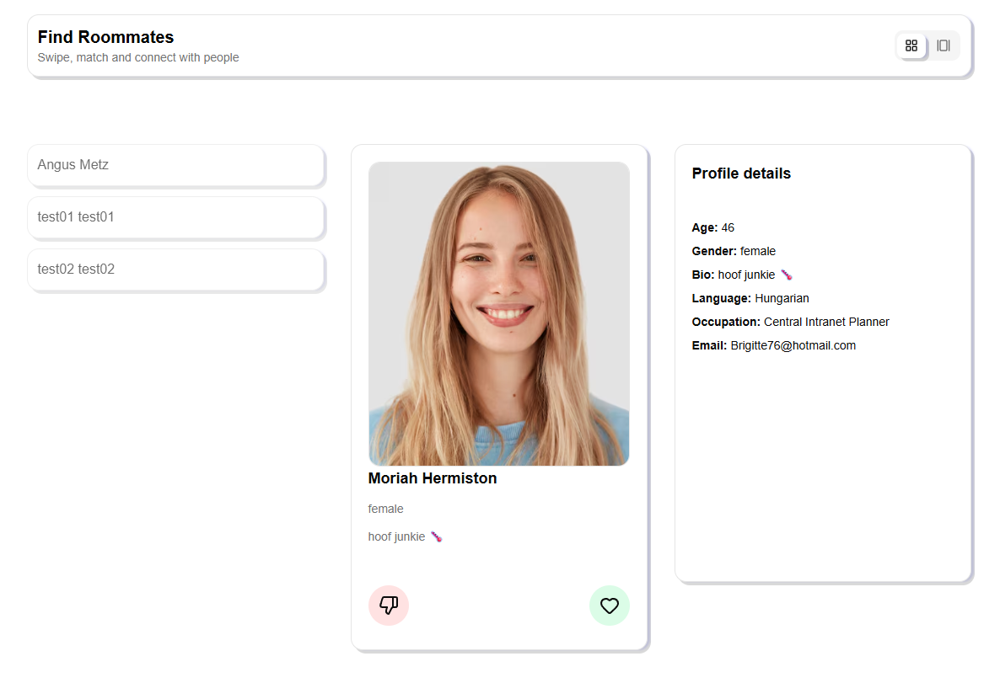 Find Roommates
Swipe, match and connect with people
Angus Metz
test01 test01
test02 test02
Moriah Hermiston
female
hoof junkie
Profile details
Age: 46
Gender: female
Bio: hoof junkie
Language: Hungarian
Occupation: Central Intranet Planner
Email: Brigitte76@hotmail.com